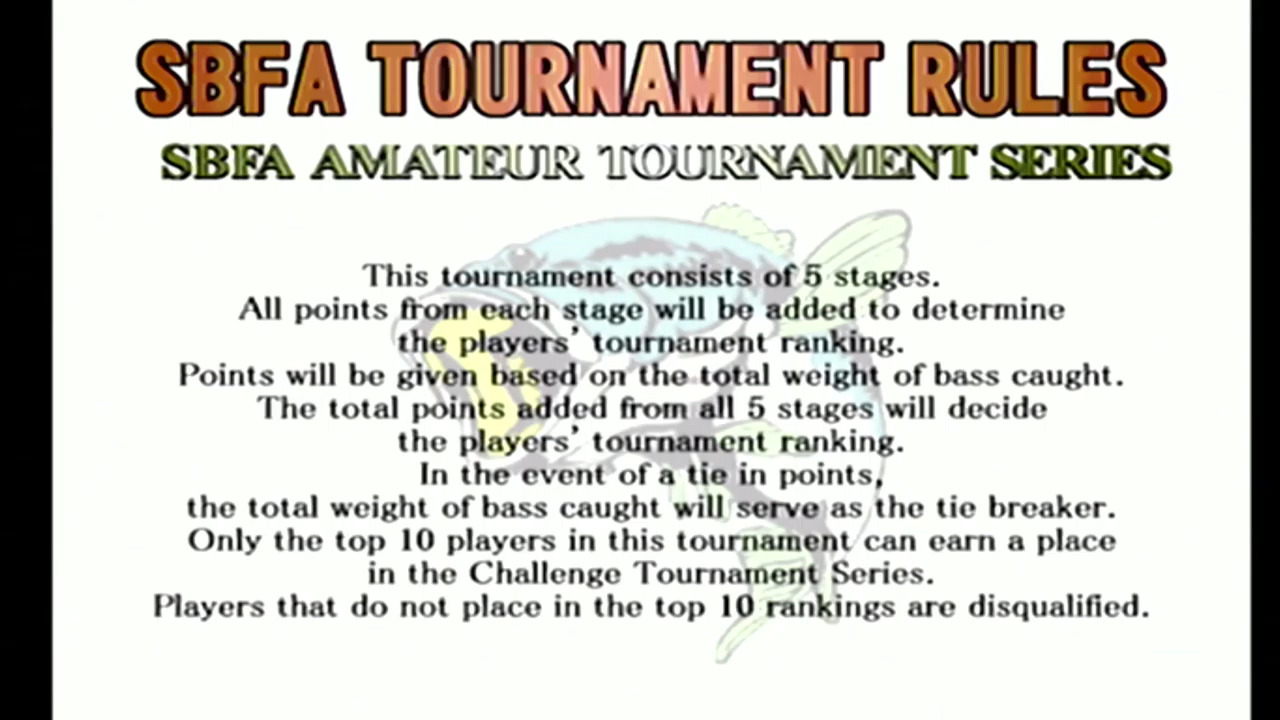 SBFA TOURNAMENT RULES
SBFA AMATEUR TOURNAMENT SERIES
This tournament consists of 5 stages.
All points from each stage will be added to determine
the players' tournament ranking.
Points will be given based on the total weight of bass caught.
The total points added from all 5 stages will decide
the players' tournament ranking.
In the event of a tie in points,
the total weight of bass caught will serve as the tie breaker.
Only the top 10 players in this tournament can earn a place
in the Challenge Tournament Series.
Players that do not place in the top 10 rankings are disqualified.